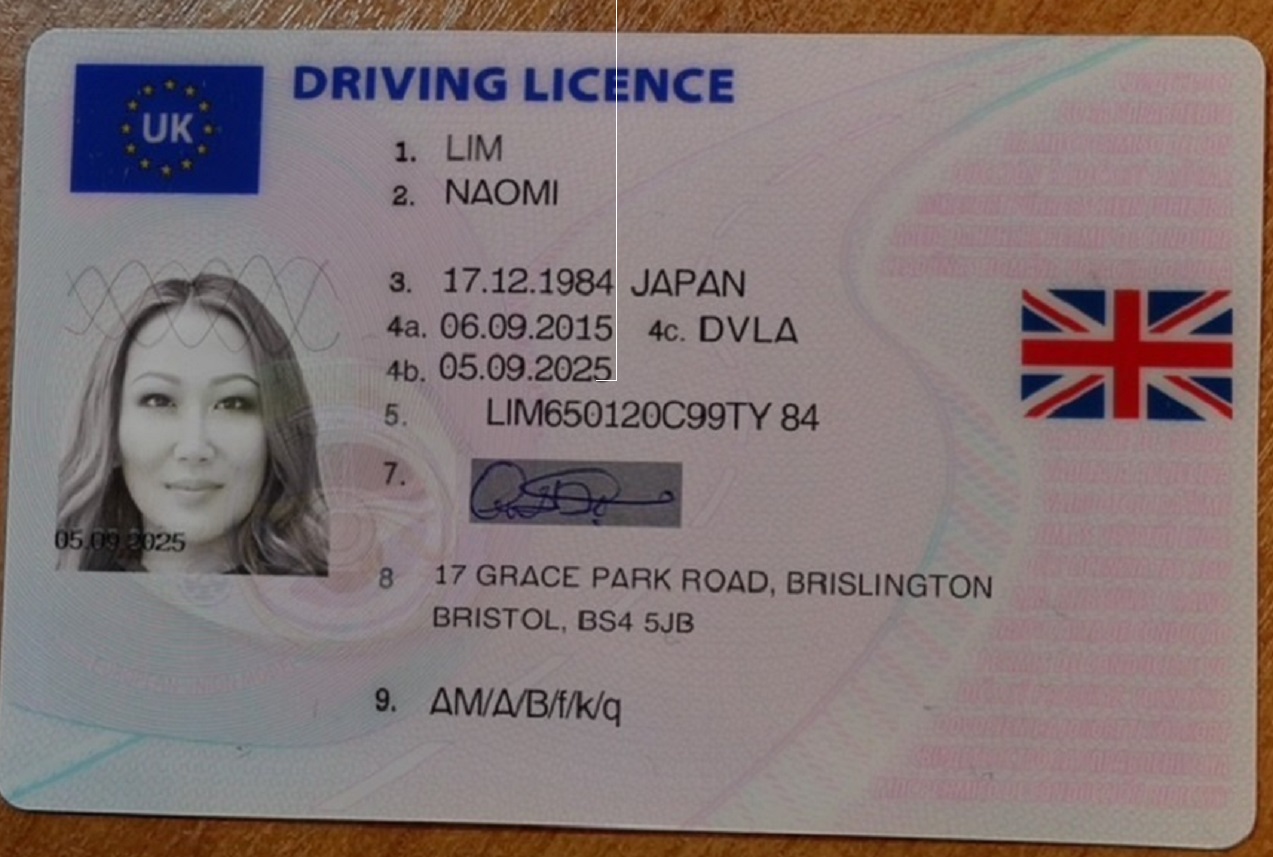 UK
DRIVING LICENCE
1. LIM
2. NAOMI
3. 17.12.1984 JAPAN
4a. 06.09.2015 4c. DVLA
4b. 05.09.2025
5. LIM650120C99TY 84
7.
05.09.2025
8 17 GRACE PARK ROAD, BRISLINGTON
BRISTOL, BS4 5JB
9. AM/A/B/f/k/q